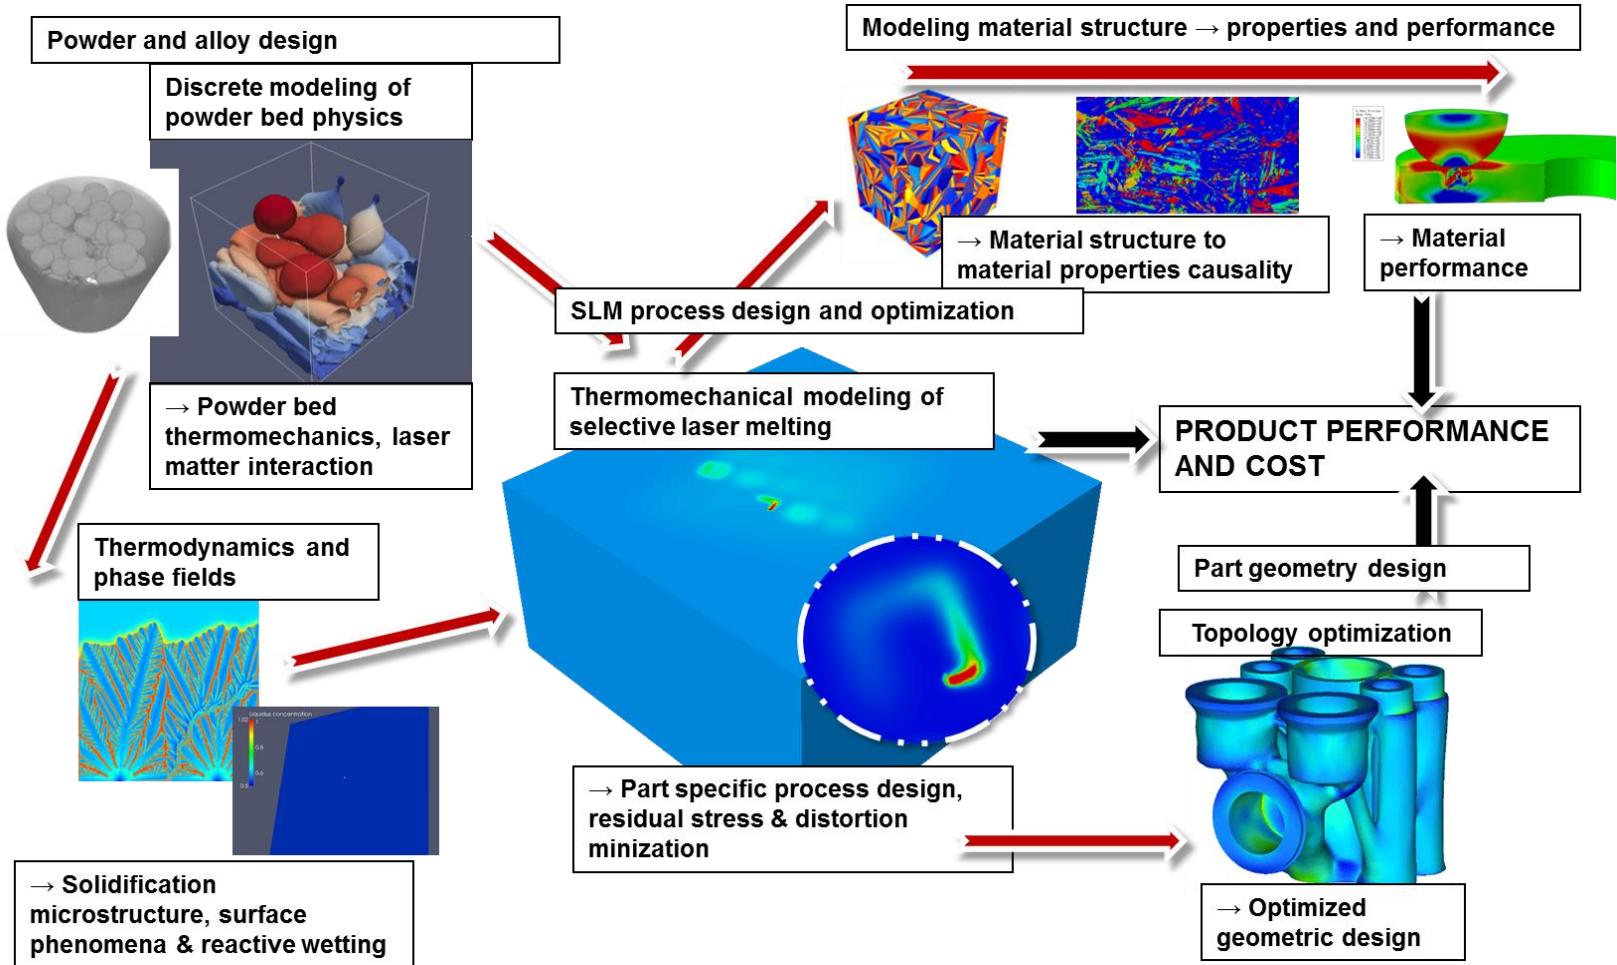 Powder and alloy design
Discrete modeling of
powder bed physics
→ Powder bed
thermomechanics, laser
matter interaction
Thermodynamics and
phase fields
Liquidus concentration
→ Solidification
microstructure, surface
phenomena & reactive wetting
SLM process design and optimization
Thermomechanical modeling of
selective laser melting
→ Part specific process design,
residual stress & distortion
minization
Modeling material structure → properties and performance
→ Material structure to
material properties causality
→ Material
performance
PRODUCT PERFORMANCE
AND COST
Part geometry design
Topology optimization
→ Optimized
geometric design